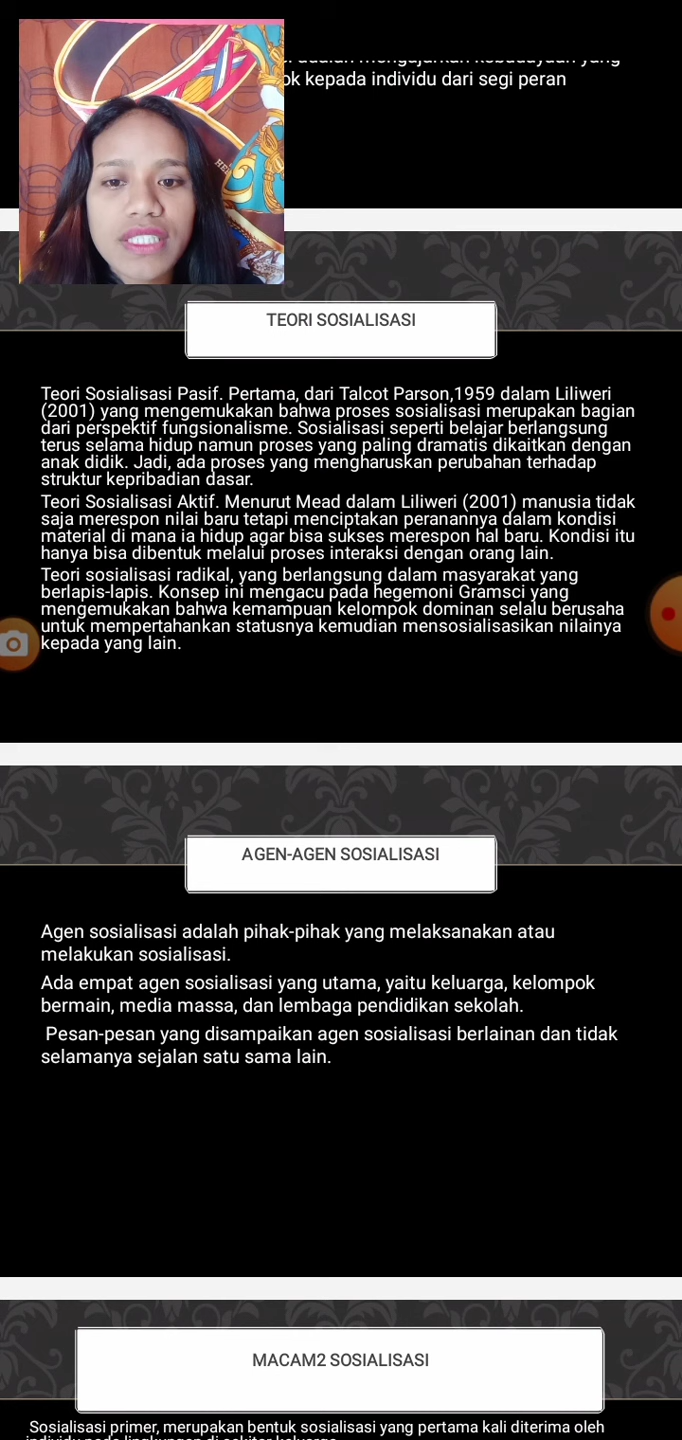 ok kepada individu dari segi peran
TEORI SOSIALISASI
Teori Sosialisasi Pasif. Pertama, dari Talcot Parson,1959 dalam Liliweri
(2001) yang mengemukakan bahwa proses sosialisasi merupakan bagian
dari perspektif fungsionalisme. Sosialisasi seperti belajar berlangsung
terus selama hidup namun proses yang paling dramatis dikaitkan dengan
anak didik. Jadi, ada proses yang mengharuskan perubahan terhadap
struktur kepribadian dasar.
Teori Sosialisasi Aktif. Menurut Mead dalam Liliweri (2001) manusia tidak
saja merespon nilai baru tetapi menciptakan peranannya dalam kondisi
material di mana ia hidup agar bisa sukses merespon hal baru. Kondisi itu
hanya bisa dibentuk melalui proses interaksi dengan orang lain.
Teori sosialisasi radikal, yang berlangsung dalam masyarakat yang
berlapis-lapis. Konsep ini mengacu pada hegemoni Gramsci yang
mengemukakan bahwa kemampuan kelompok dominan selalu berusaha
untuk mempertahankan statusnya kemudian mensosialisasikan nilainya
kepada yang lain.
AGEN-AGEN SOSIALISASI
Agen sosialisasi adalah pihak-pihak yang melaksanakan atau
melakukan sosialisasi.
Ada empat agen sosialisasi yang utama, yaitu keluarga, kelompok
bermain, media massa, dan lembaga pendidikan sekolah.
Pesan-pesan yang disampaikan agen sosialisasi berlainan dan tidak
selamanya sejalan satu sama lain.
MACAM2 SOSIALISASI
Sosialisasi primer, merupakan bentuk sosialisasi yang pertama kali diterima oleh